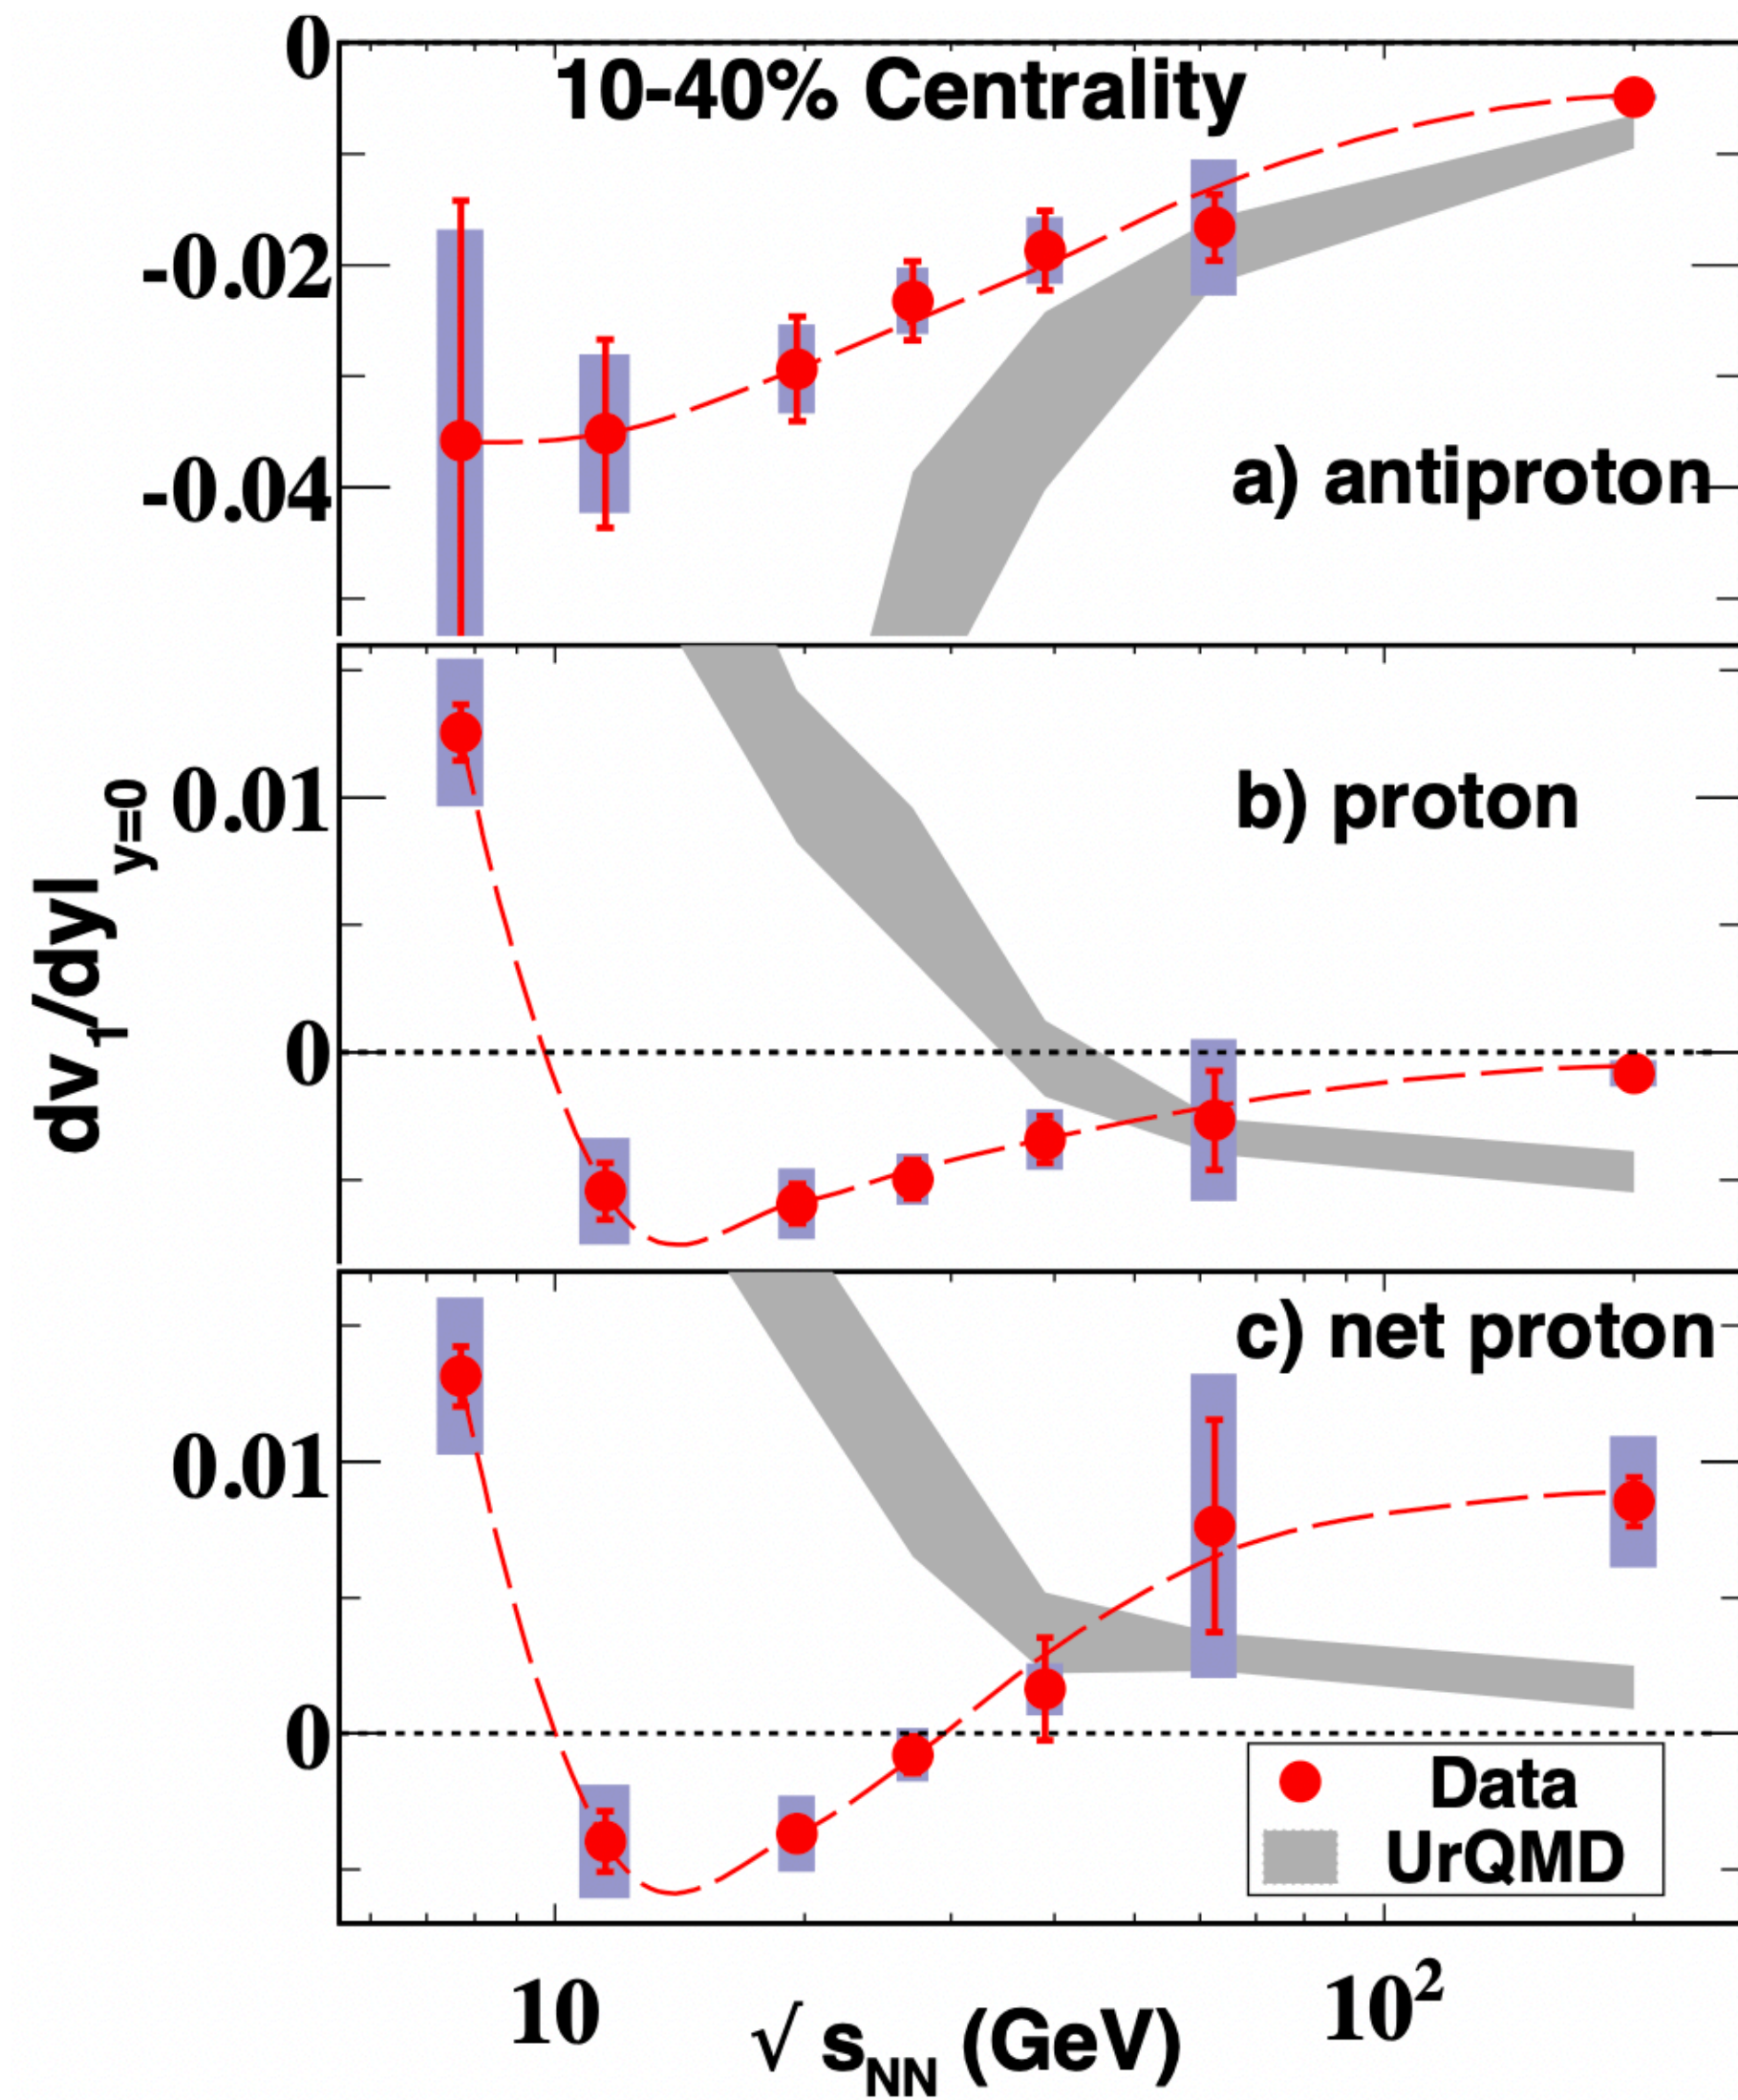 0
10-40% Centrality
-0.02
-0.04
a) antiproton
0.01
b) proton
0
dv₁/dy|y=0
c) net proton
0.01
0
Data
UrQMD
10
10²
√ sNN (GeV)